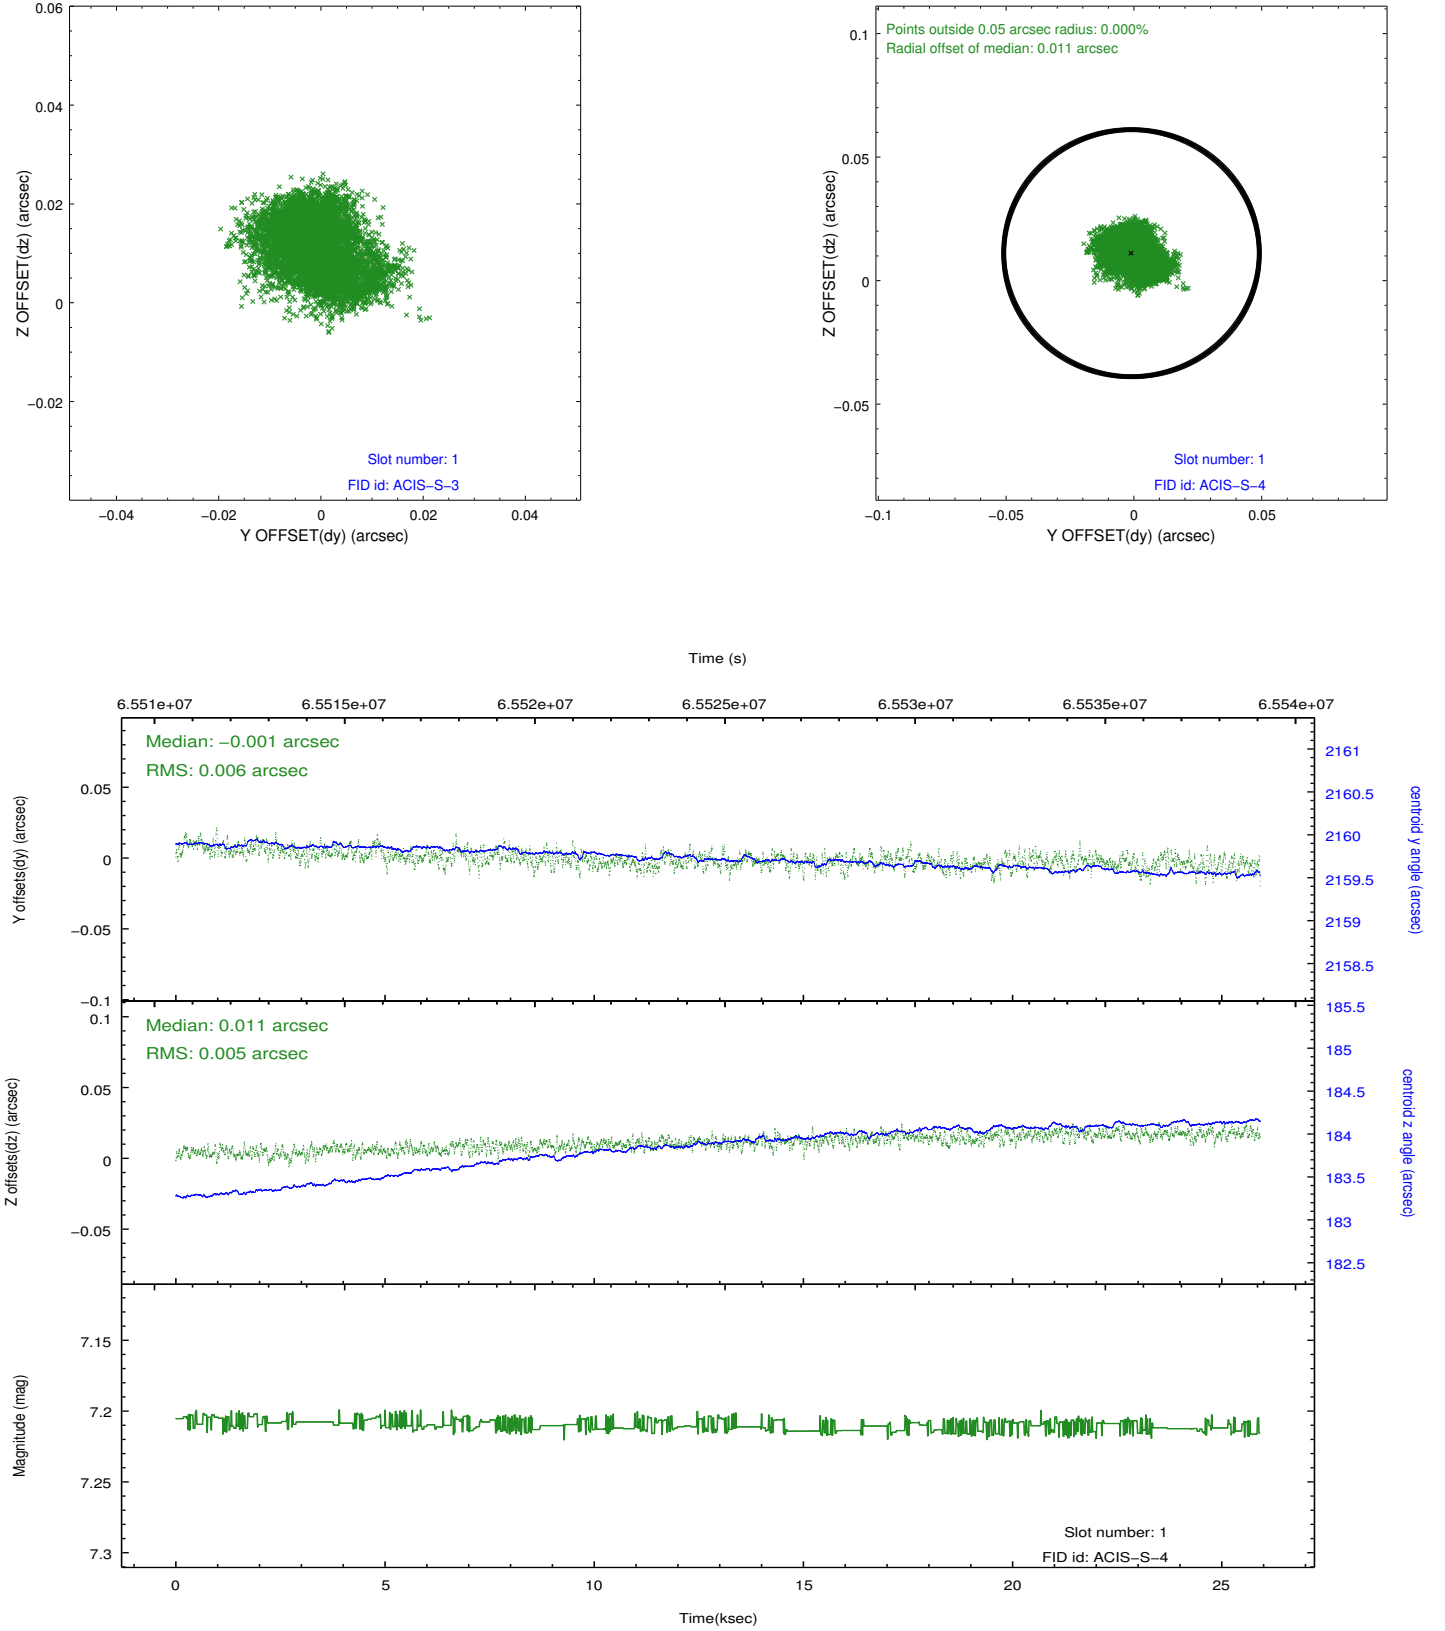 0.06
0.04
0.02
0
−0.02
Z OFFSET(dz) (arcsec)
Slot number: 1
FID id: ACIS−S−3
−0.04
−0.02
0
0.02
0.04
Y OFFSET(dy) (arcsec)
Points outside 0.05 arcsec radius: 0.000%
Radial offset of median: 0.011 arcsec
0.1
0.05
0
−0.05
Z OFFSET(dz) (arcsec)
Slot number: 1
FID id: ACIS−S−4
−0.1
−0.05
0
0.05
Y OFFSET(dy) (arcsec)
Time (s)
6.551e+07
6.5515e+07
6.552e+07
6.5525e+07
6.553e+07
6.5535e+07
6.554e+07
Median: −0.001 arcsec
RMS: 0.006 arcsec
0.05
0
−0.05
−0.1
Y offsets(dy) (arcsec)
2161
2160.5
2160
2159.5
2159
2158.5
centroid y angle (arcsec)
Median: 0.011 arcsec
RMS: 0.005 arcsec
0.1
0.05
0
−0.05
Z offsets(dz) (arcsec)
185.5
185
184.5
184
183.5
183
182.5
centroid z angle (arcsec)
7.15
7.2
7.25
7.3
Magnitude (mag)
Slot number: 1
FID id: ACIS−S−4
0
5
10
15
20
25
Time(ksec)